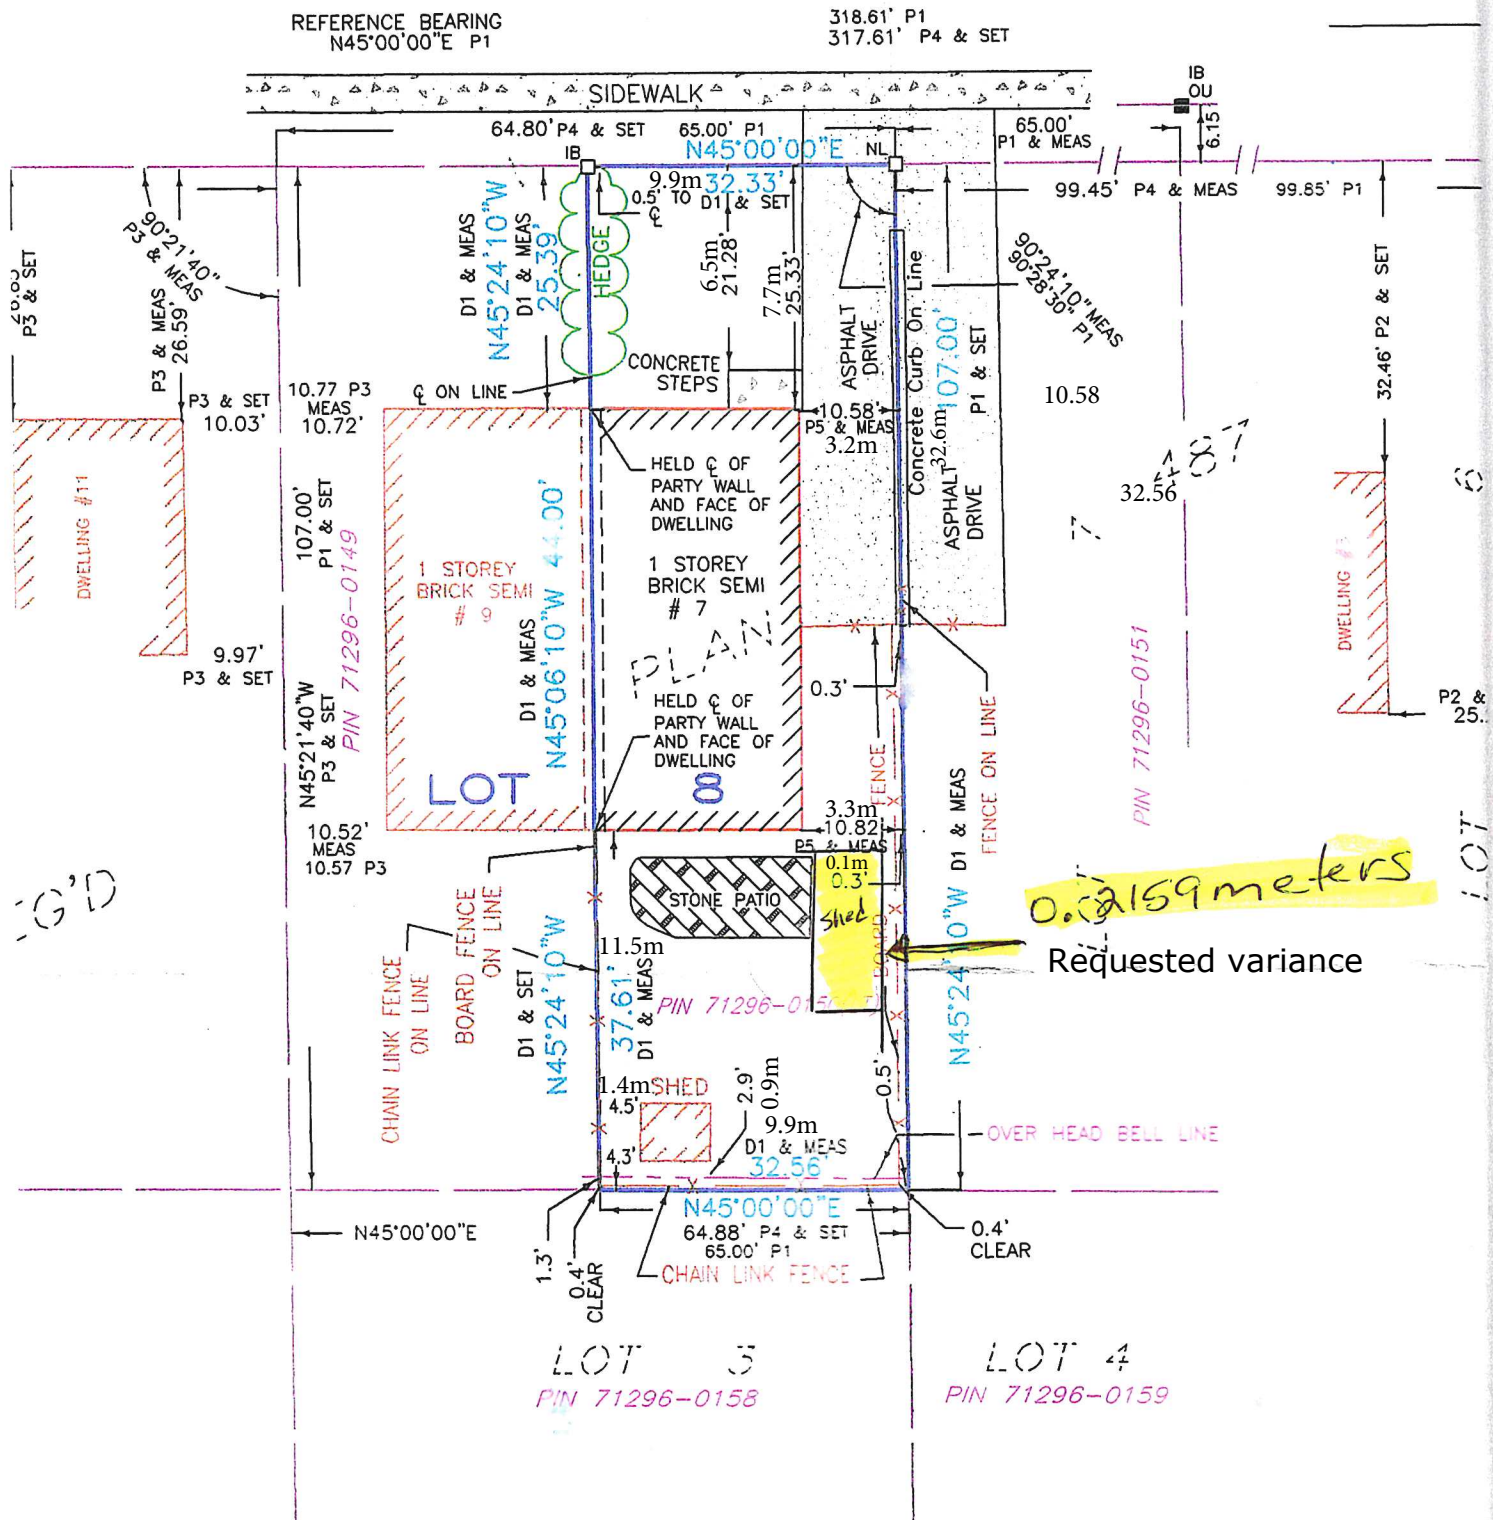 REFERENCE BEARING
N45°00'00"E P1
318.61' P1
317.61' P4 & SET
SIDEWALK
IB
OU
6.15
64.80' P4 & SET
65.00' P1
65.00'
P1 & MEAS
IB
N45°00'00"E
NL
9.9m
32.33'
D1 & SET
0.5' TO
℄
99.45' P4 & MEAS
99.85' P1
90°21'40"
P3 & MEAS
P3 & SET
P3 & MEAS
26.59'
D1 & MEAS
N45°24'10"W
D1 & MEAS
25.39'
HEDGE
6.5m
21.28'
7.7m
25.33'
ASPHALT
DRIVE
Concrete Curb On Line
107.00'
P1 & SET
32.6m
90°24'10"MEAS
90°28'30" P1
32.46' P2 & SET
CONCRETE
STEPS
℄ ON LINE
P3 & SET
10.03'
10.77 P3
MEAS
10.72'
10.58'
P5 & MEAS
3.2m
10.58
32.56
7
A87
HELD ℄ OF
PARTY WALL
AND FACE OF
DWELLING
DWELLING #11
107.00'
P1 & SET
PIN 71296-0149
1 STOREY
BRICK SEMI
# 9
D1 & MEAS
N45°06'10"W 44.00'
1 STOREY
BRICK SEMI
# 7
PLAN
ASPHALT
DRIVE
DWELLING
PIN 71296-0151
9.97'
P3 & SET
0.3'
HELD ℄ OF
PARTY WALL
AND FACE OF
DWELLING
N45°21'40"W
P3 & SET
P2 &
25.
LOT 8
FENCE
FENCE ON LINE
D1 & MEAS
N45°24'10"W
LOT
10.52'
MEAS
10.57 P3
3.3m
10.82
P5 & MEAS
0.1m
0.3'
G'D
STONE PATIO
shed
BOARD
0.2159 meters
Requested variance
CHAIN LINK FENCE
ON LINE
BOARD FENCE
ON LINE
D1 & SET
N45°24'10"W
11.5m
37.61'
D1 & MEAS
PIN 71296-015
1.4m
4.5'
SHED
2.9'
0.9m
0.5'
9.9m
D1 & MEAS
32.56'
4.3'
OVER HEAD BELL LINE
N45°00'00"E
N45°00'00"E
64.88' P4 & SET
65.00' P1
0.4'
CLEAR
1.3'
0.4'
CLEAR
CHAIN LINK FENCE
LOT 3
PIN 71296-0158
LOT 4
PIN 71296-0159